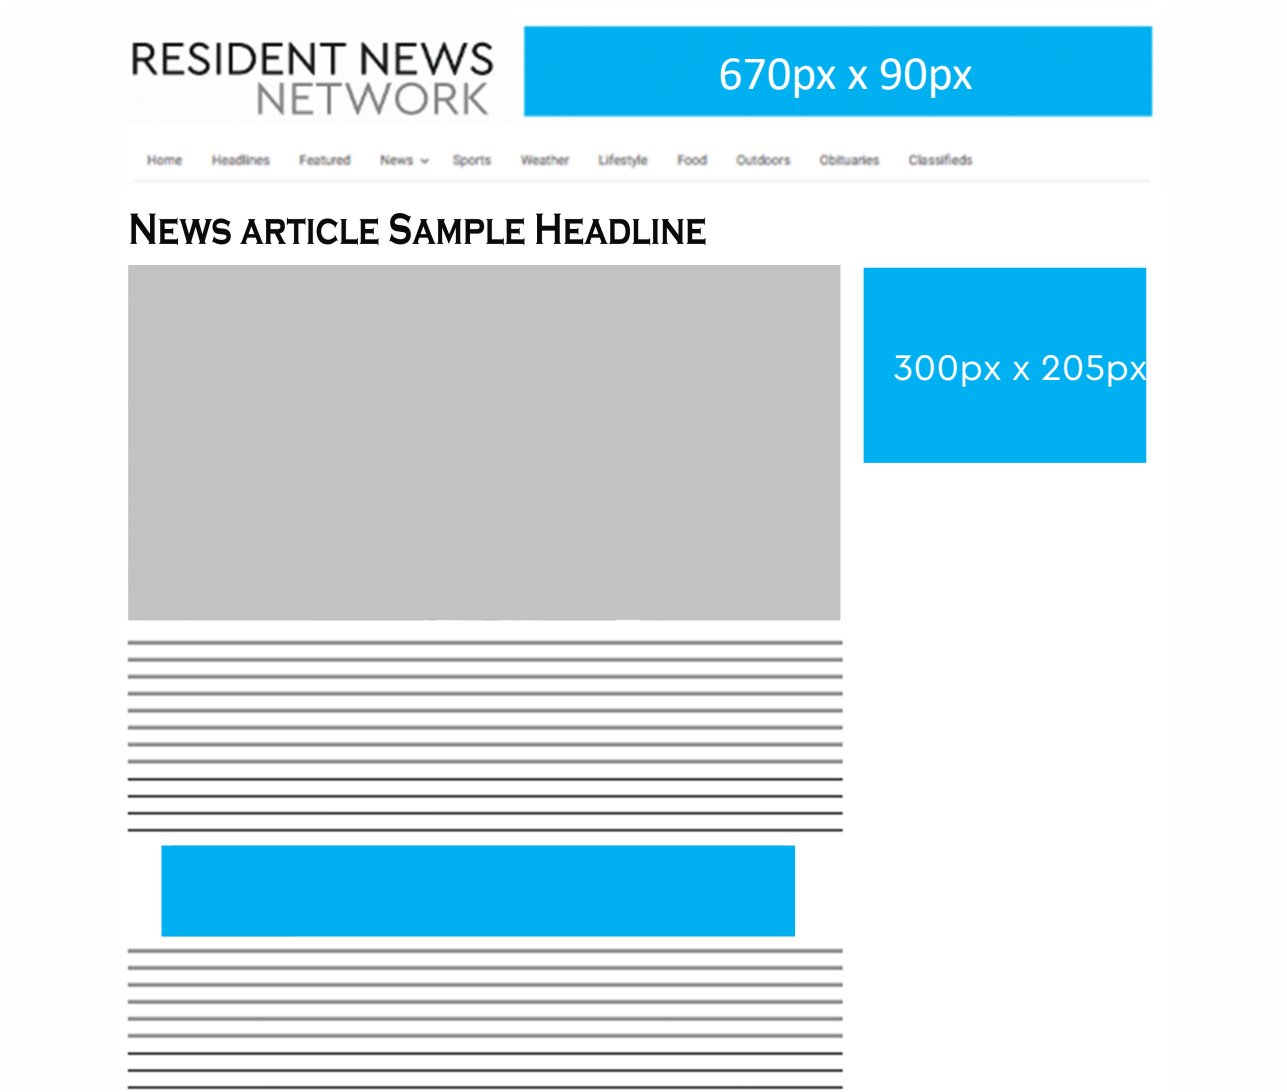 RESIDENT NEWS
NETWORK
670px x 90px
Home Headlines Featured News Sports Weather Lifestyle Food Outdoors Obituaries Classifieds
News article Sample Headline
300px x 205px